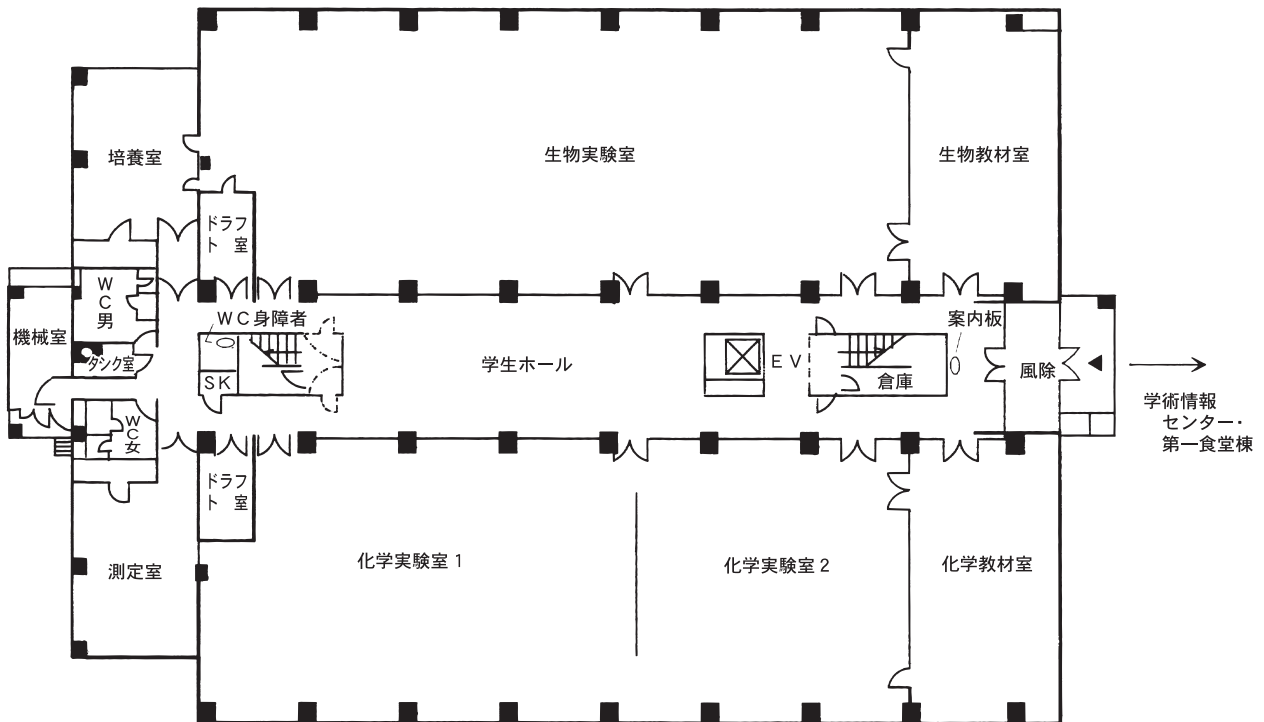 培養室
生物実験室
生物教材室
ドラフ
ト 室
WC男
機械室
タンク室
WC身障者
SK
学生ホール
EV
倉庫
案内板
風除
学術情報
センター・
第一食堂棟
WC女
ドラフ
ト 室
測定室
化学実験室1
化学実験室2
化学教材室